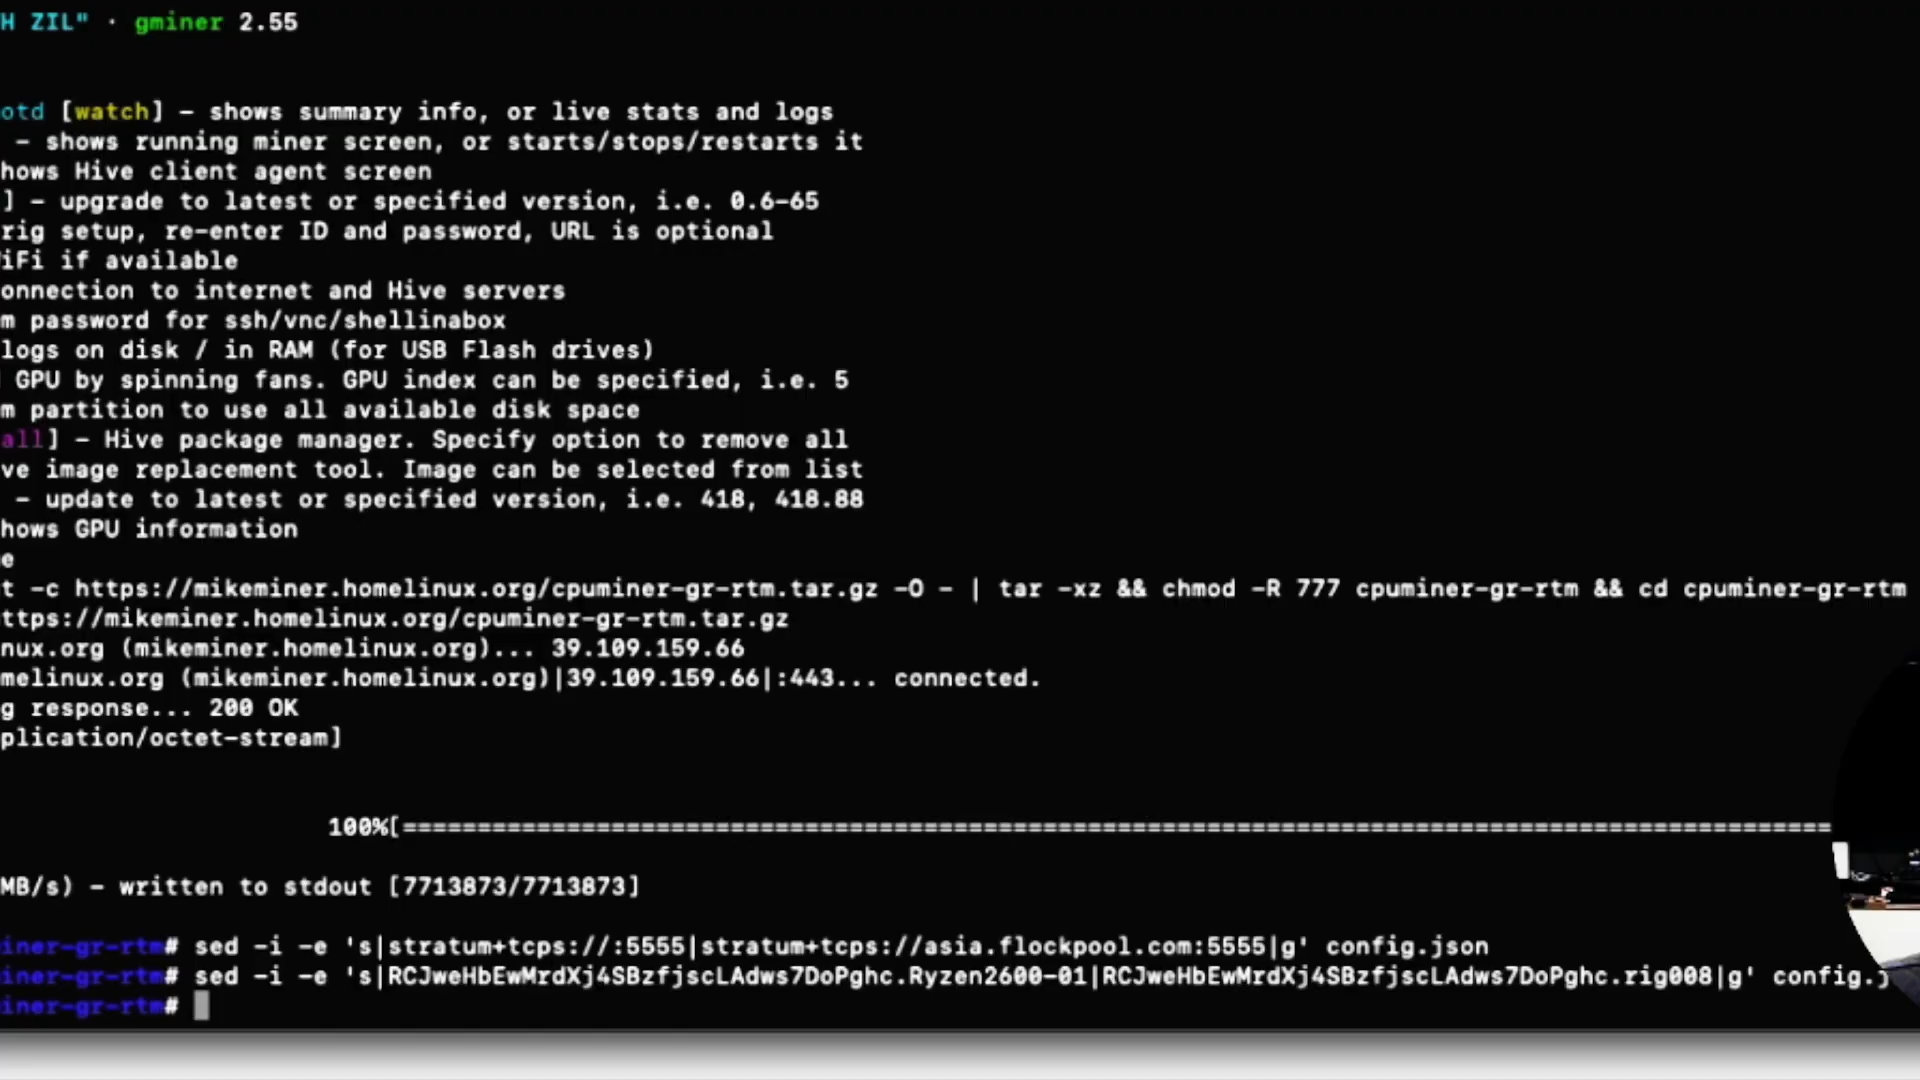 H ZIL" · gminer 2.55
otd [watch] – shows summary info, or live stats and logs
– shows running miner screen, or starts/stops/restarts it
hows Hive client agent screen
] – upgrade to latest or specified version, i.e. 0.6-65
rig setup, re-enter ID and password, URL is optional
iFi if available
onnection to internet and Hive servers
m password for ssh/vnc/shellinabox
logs on disk / in RAM (for USB Flash drives)
GPU by spinning fans. GPU index can be specified, i.e. 5
m partition to use all available disk space
all] – Hive package manager. Specify option to remove all
ve image replacement tool. Image can be selected from list
– update to latest or specified version, i.e. 418, 418.88
hows GPU information
e
t -c https://mikeminer.homelinux.org/cpuminer-gr-rtm.tar.gz -O - | tar -xz && chmod -R 777 cpuminer-gr-rtm && cd cpuminer-gr-rtm
ttps://mikeminer.homelinux.org/cpuminer-gr-rtm.tar.gz
nux.org (mikeminer.homelinux.org)... 39.109.159.66
melinux.org (mikeminer.homelinux.org)|39.109.159.66|:443... connected.
g response... 200 OK
plication/octet-stream]
100%[================================================================================================
MB/s) – written to stdout [7713873/7713873]
iner-gr-rtm# sed -i -e 's|stratum+tcps://:5555|stratum+tcps://asia.flockpool.com:5555|g' config.json
iner-gr-rtm# sed -i -e 's|RCJweHbEwMrdXj4SBzfjscLAdws7DoPghc.Ryzen2600-01|RCJweHbEwMrdXj4SBzfjscLAdws7DoPghc.rig008|g' config.j
iner-gr-rtm#